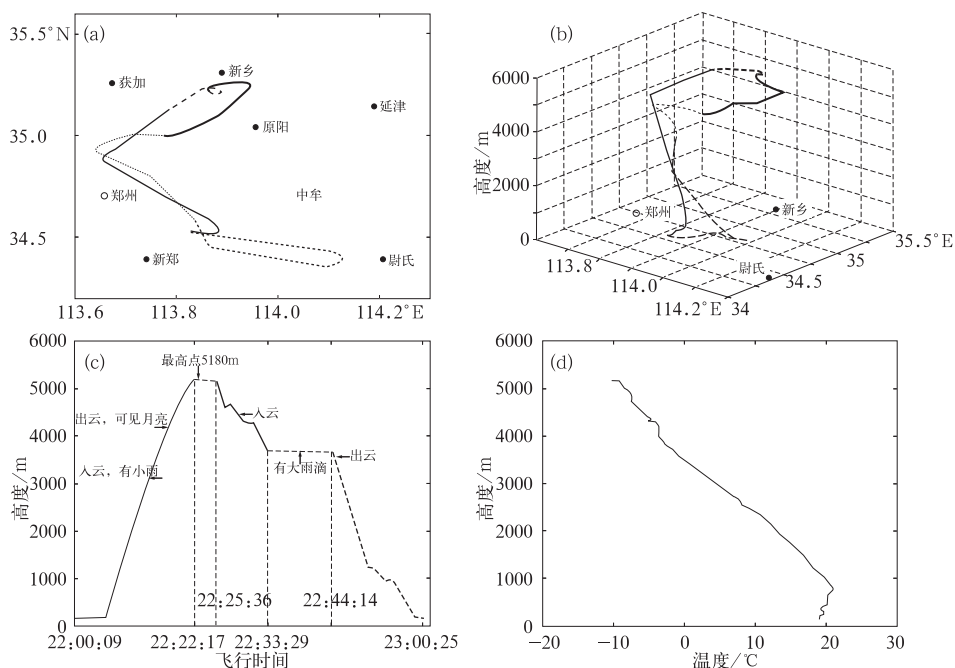 35.5°N
(a)
新乡
获加
延津
35.0
原阳
郑州
中牟
34.5
新郑
尉氏
113.6
113.8
114.0
114.2°E
(b)
6000
4000
2000
0
高度/m
郑州
新乡
尉氏
113.8
114.0
114.2°E
34
34.5
35
35.5°E
(c)
6000
5000
4000
3000
2000
1000
0
高度/m
最高点5180m
出云，可见月亮
入云，有小雨
入云
有大雨滴
出云
22:25:36
22:44:14
22:00:09
22:22:17
22:33:29
23:00:25
飞行时间
(d)
6000
5000
4000
3000
2000
1000
0
高度/m
−20
−10
0
10
20
30
温度/℃